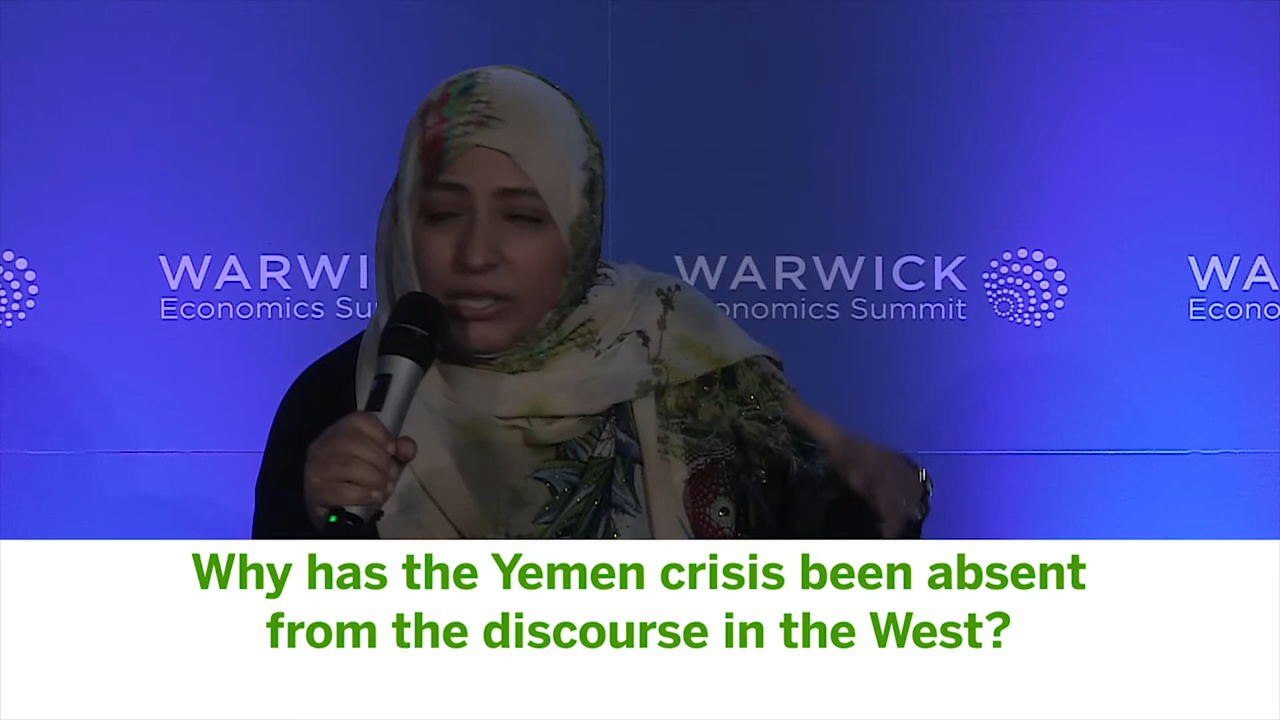 WARWI
Economics Su
WARWICK
onomics Summit
WA
Econo
Why has the Yemen crisis been absent
from the discourse in the West?